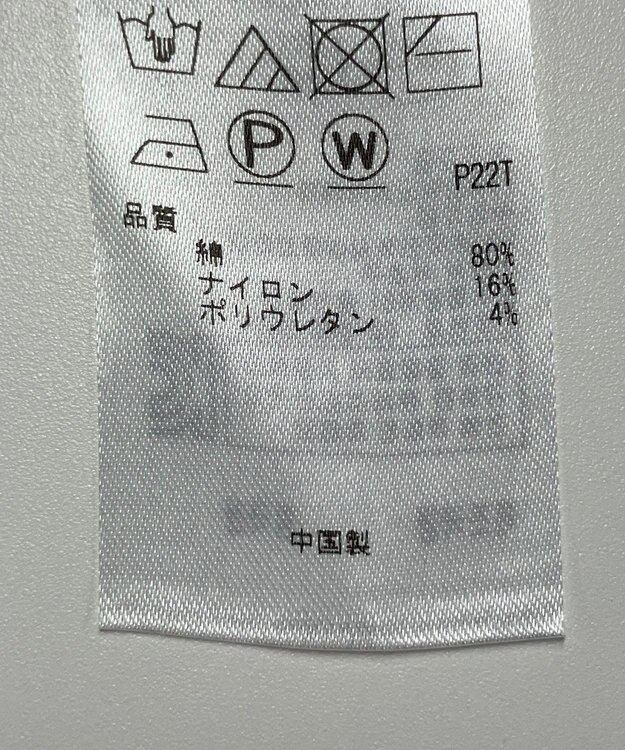 P W
P22T
品質
綿 80%
ナイロン 16%
ポリウレタン 4%
中国製